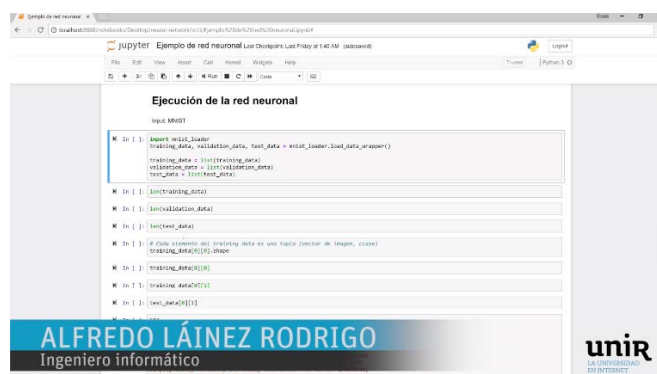 Ejemplo de red neuronal
localhost:8888/notebooks/Desktop/neural-network/src3/Ejemplo%20de%20red%20neuronal.ipynb#
jupyter Ejemplo de red neuronal Last Checkpoint: Last Friday at 1:40 AM (autosaved)
Logout
File Edit View Insert Cell Kernel Widgets Help
Trusted Python 3
Run Code
Ejecución de la red neuronal
Input: MNIST
In [ ]: import mnist_loader
training_data, validation_data, test_data = mnist_loader.load_data_wrapper()
training_data = list(training_data)
validation_data = list(validation_data)
test_data = list(test_data)
In [ ]: len(training_data)
In [ ]: len(validation_data)
In [ ]: len(test_data)
In [ ]: # Cada elemento del training data es una tupla (vector de imagen, clase)
training_data[0][0].shape
In [ ]: training_data[0][0]
In [ ]: training_data[0][1]
In [ ]: test_data[0][1]
ALFREDO LÁINEZ RODRIGO
Ingeniero informático
unir
LA UNIVERSIDAD
EN INTERNET